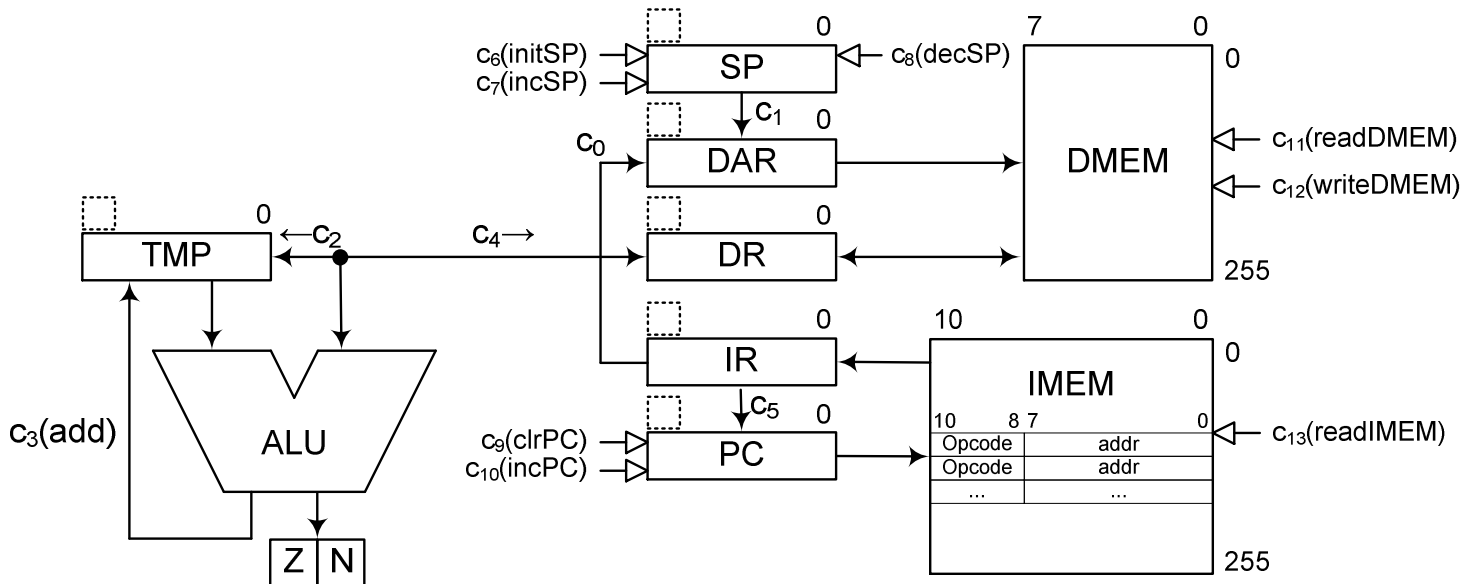 0
7 0
c₆(initSP)
SP
c₈(decSP)
0
c₇(incSP)
c₁
0
c₀
DAR
DMEM
c₁₁(readDMEM)
c₁₂(writeDMEM)
0
←c₂
c₄→
0
TMP
DR
255
0
10 0
IR
0
IMEM
c₅
0
c₃(add)
ALU
c₉(clrPC)
c₁₀(incPC)
PC
10 8 7 0
Opcode addr
Opcode addr
... ...
c₁₃(readIMEM)
Z N
255